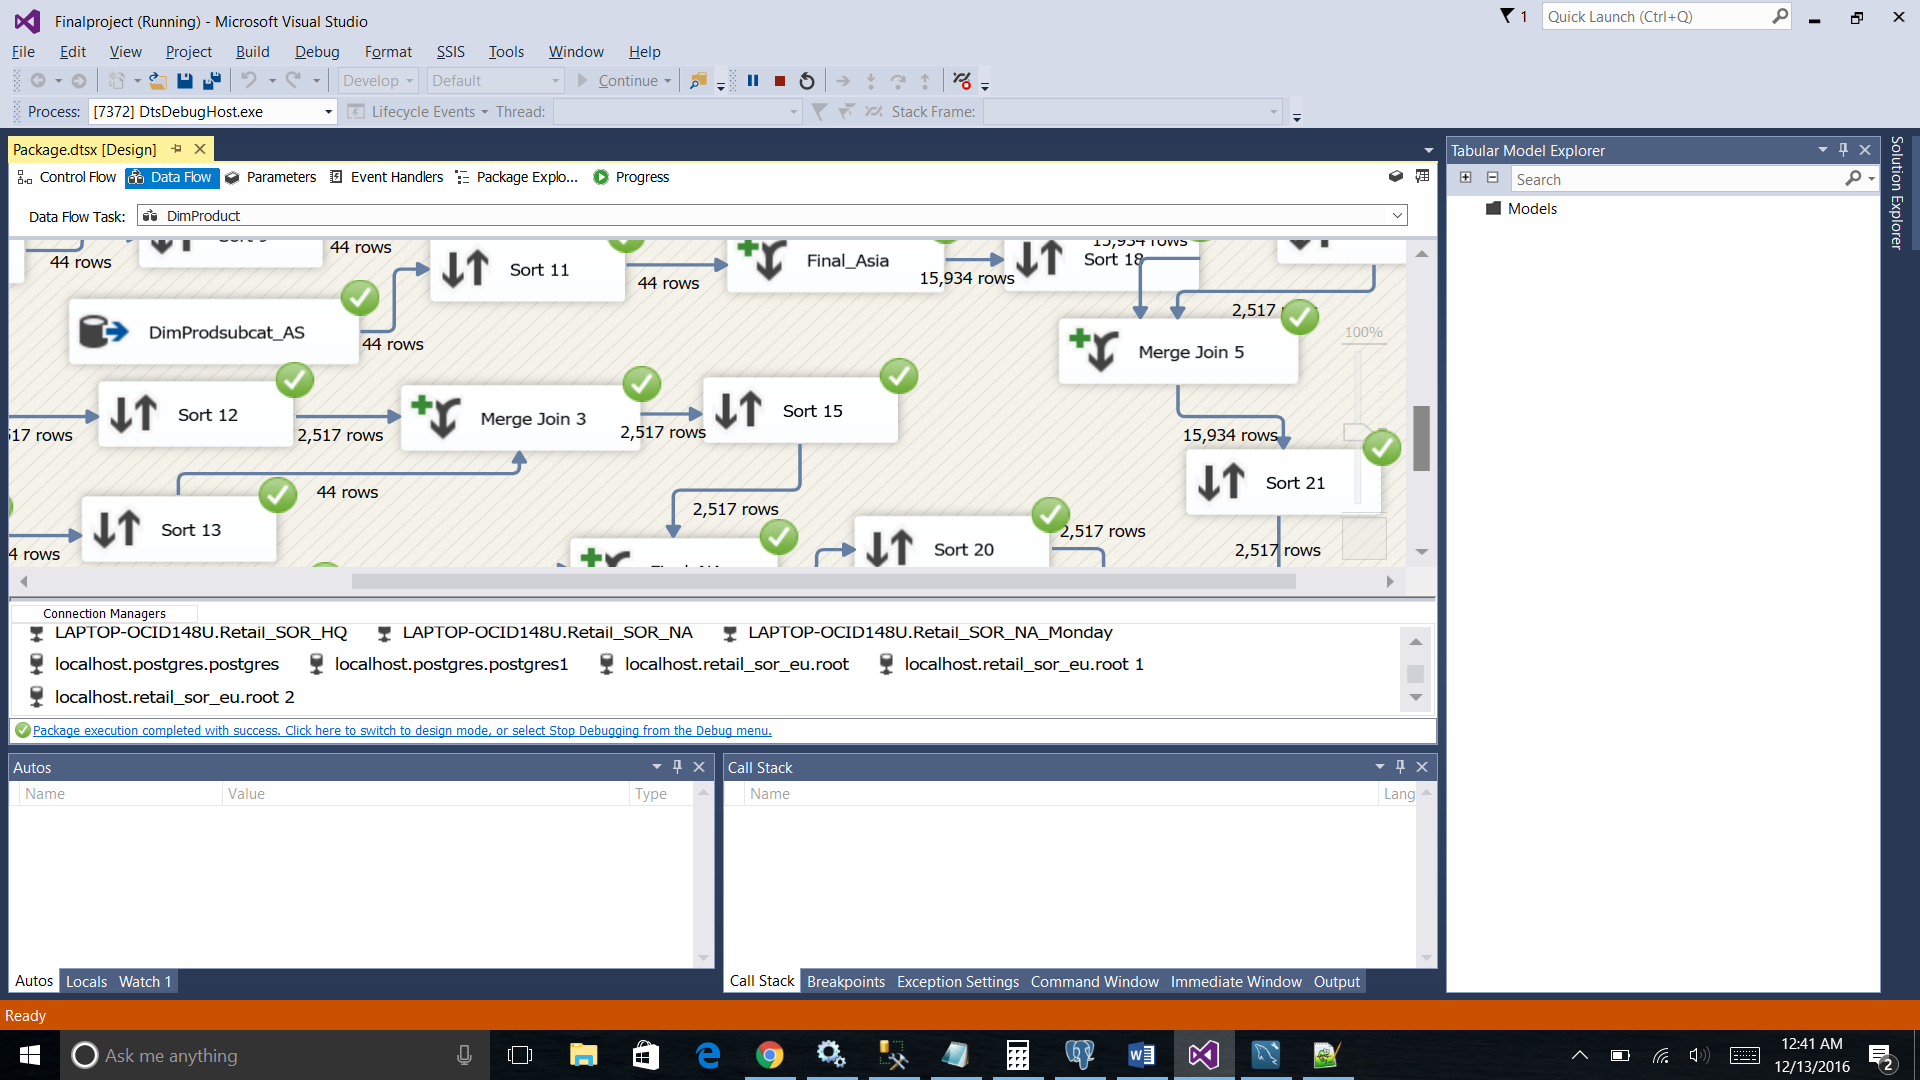 Finalproject (Running) - Microsoft Visual Studio
1
Quick Launch (Ctrl+Q)
File Edit View Project Build Debug Format SSIS Tools Window Help
Develop Default Continue
Process: [7372] DtsDebugHost.exe Lifecycle Events Thread: Stack Frame:
Package.dtsx [Design]
Control Flow Data Flow Parameters Event Handlers Package Explo... Progress
Data Flow Task: DimProduct
44 rows
44 rows
Sort 11
44 rows
Final_Asia
15,934 rows
Sort 18
15,934 rows
2,517
DimProdsubcat_AS
44 rows
Merge Join 5
100%
Sort 12
2,517 rows
Merge Join 3
2,517 rows
Sort 15
517 rows
15,934 rows
Sort 21
44 rows
2,517 rows
Sort 13
4 rows
Sort 20
2,517 rows
2,517 rows
Connection Managers
LAPTOP-OCID148U.Retail_SOR_HQ LAPTOP-OCID148U.Retail_SOR_NA LAPTOP-OCID148U.Retail_SOR_NA_Monday
localhost.postgres.postgres localhost.postgres.postgres1 localhost.retail_sor_eu.root localhost.retail_sor_eu.root 1
localhost.retail_sor_eu.root 2
Package execution completed with success. Click here to switch to design mode, or select Stop Debugging from the Debug menu.
Autos
Name Value Type
Autos Locals Watch 1
Call Stack
Name Lang
Call Stack Breakpoints Exception Settings Command Window Immediate Window Output
Tabular Model Explorer
Search
Models
Solution Explorer
Ready
Ask me anything
12:41 AM
12/13/2016
2